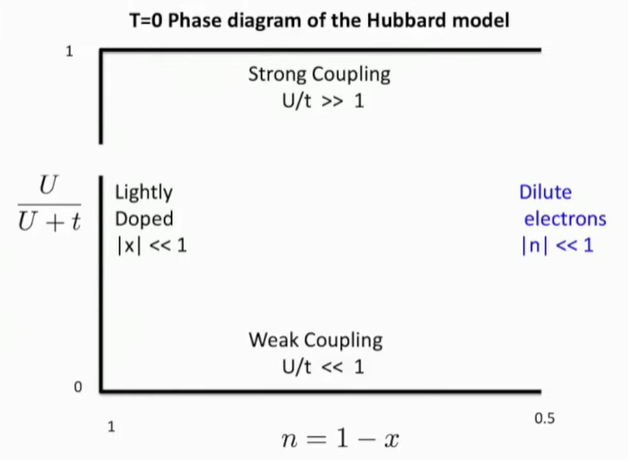 T=0 Phase diagram of the Hubbard model
1
Strong Coupling
U/t >> 1
U
U + t
Lightly
Doped
|x| << 1
Dilute
electrons
|n| << 1
Weak Coupling
U/t << 1
0
1
n = 1 − x
0.5